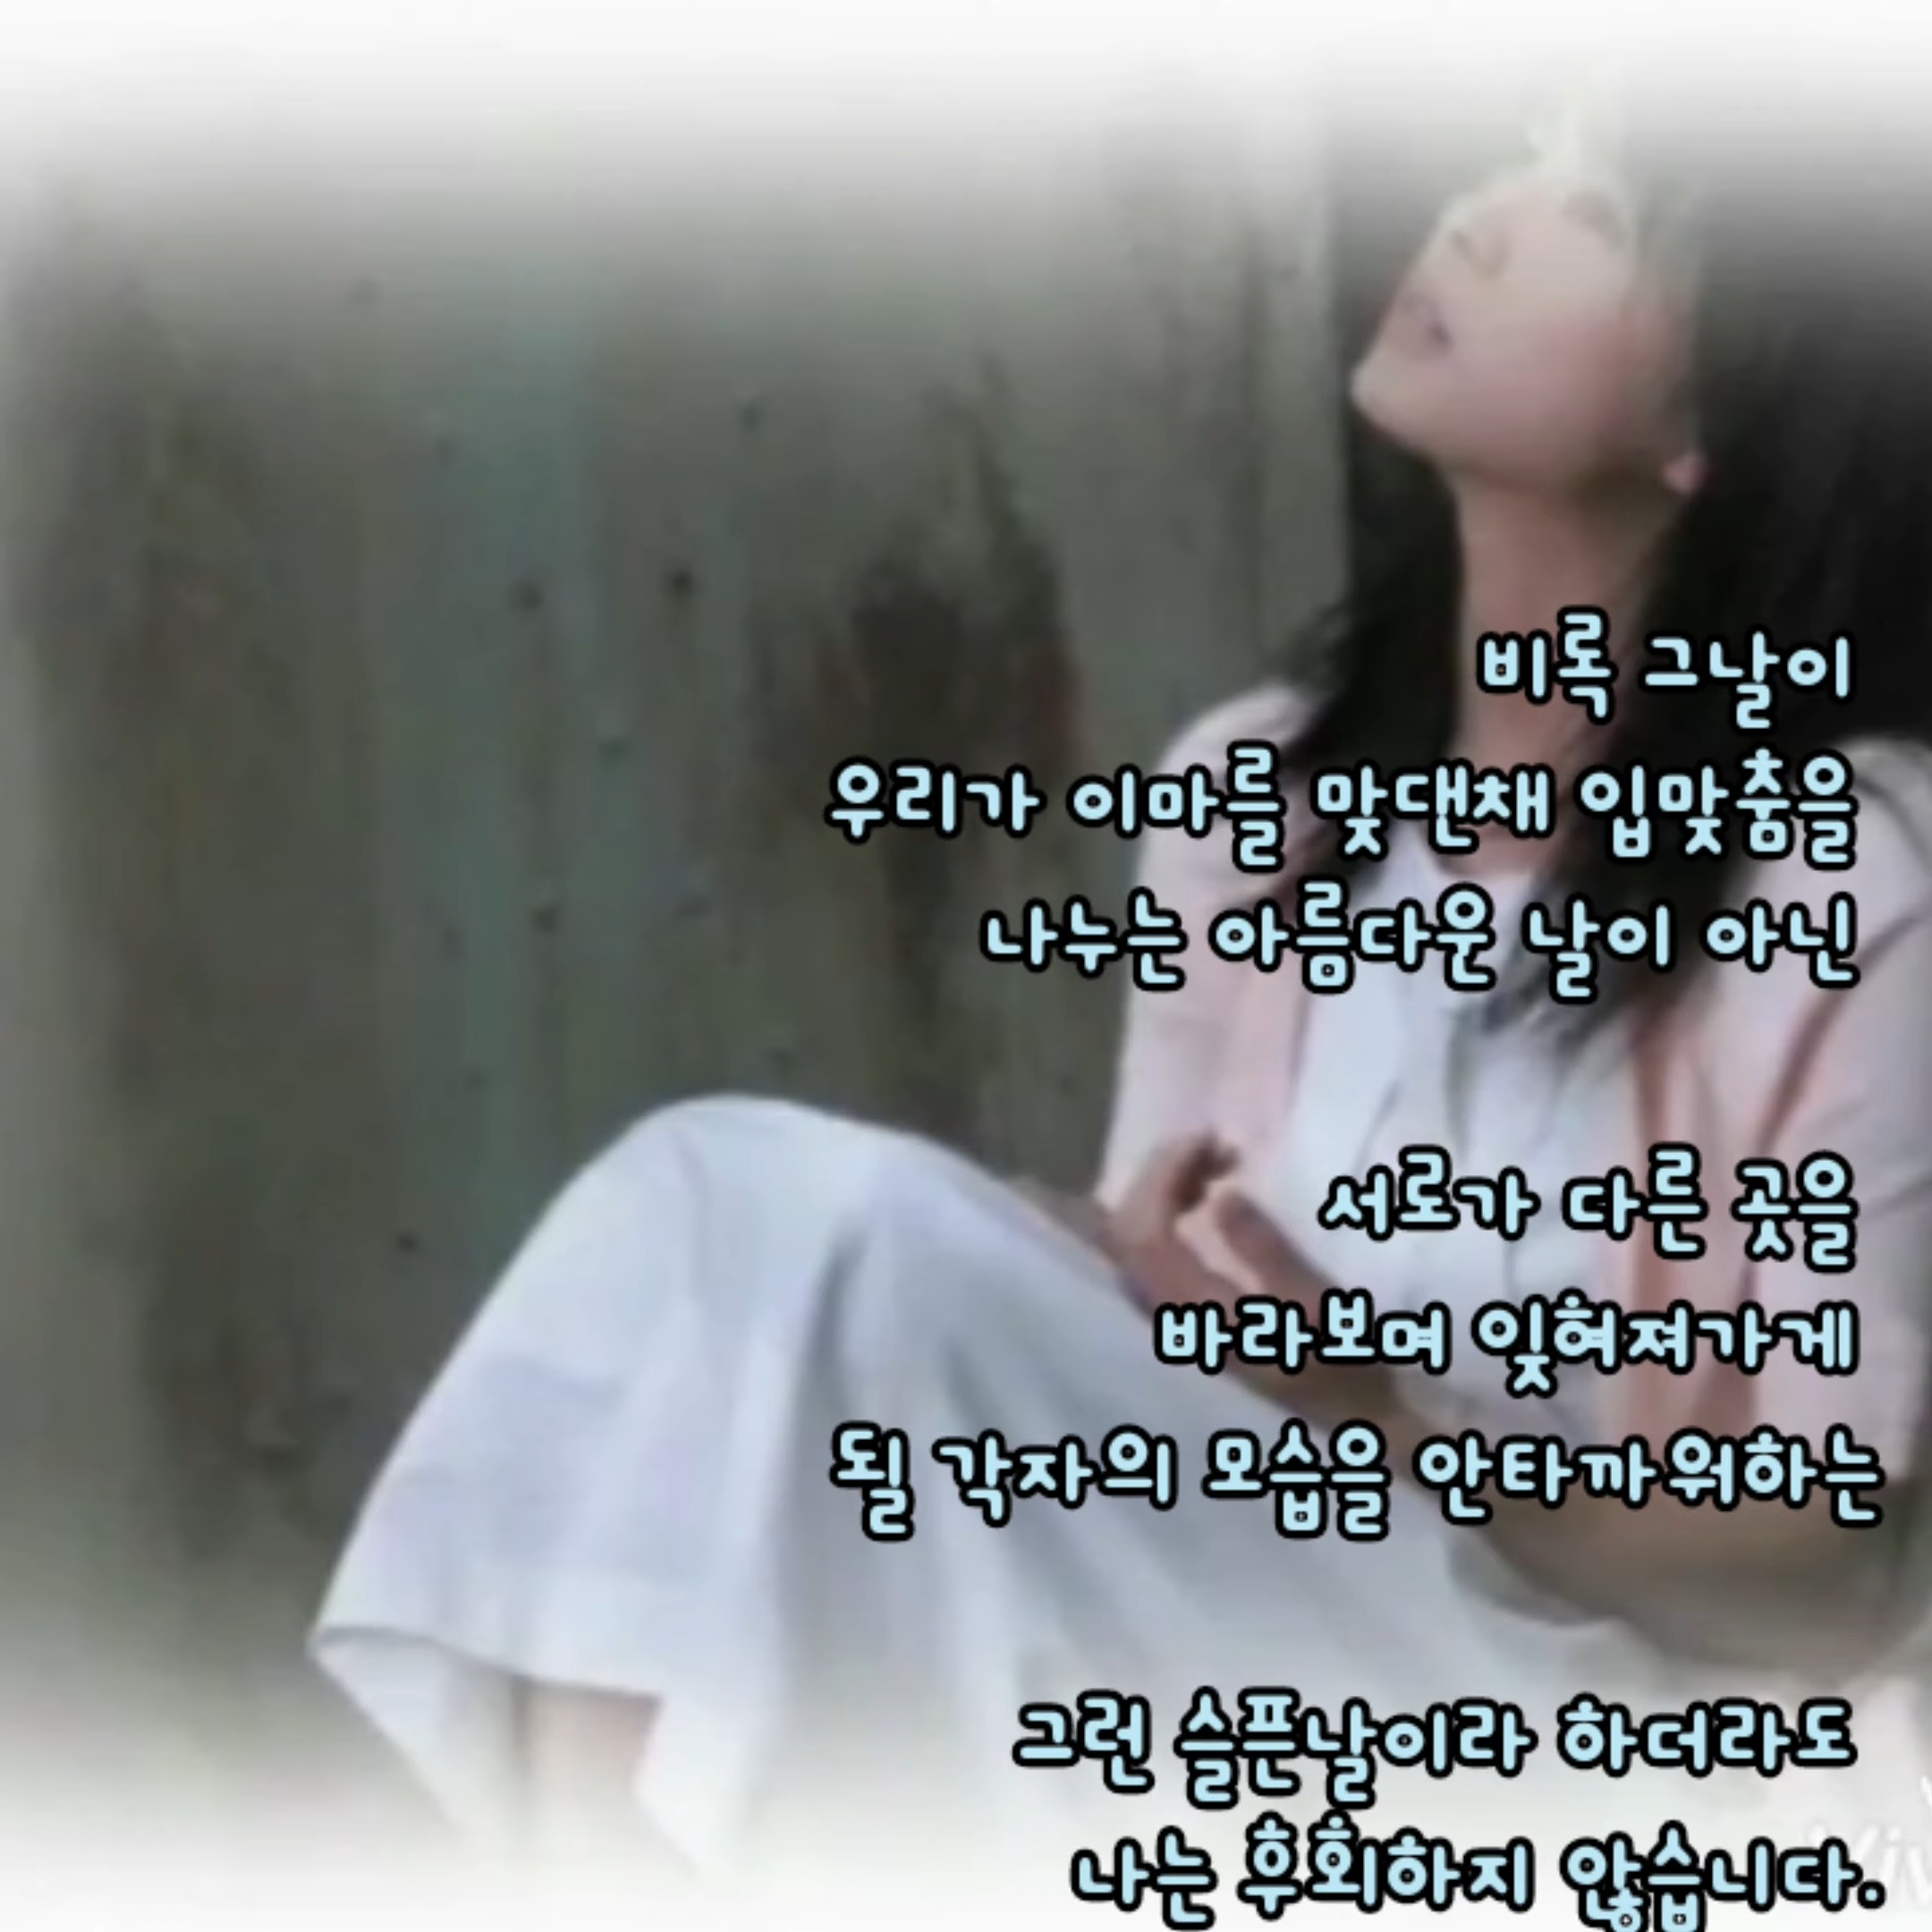 비록 그날이
우리가 이마를 맞댄채 입맞춤을
나누는 아름다운 날이 아닌
서로가 다른 곳을
바라보며 잊혀져가게
될 각자의 모습을 안타까워하는
그런 슬픈날이라 하더라도
나는 후회하지 않습니다.